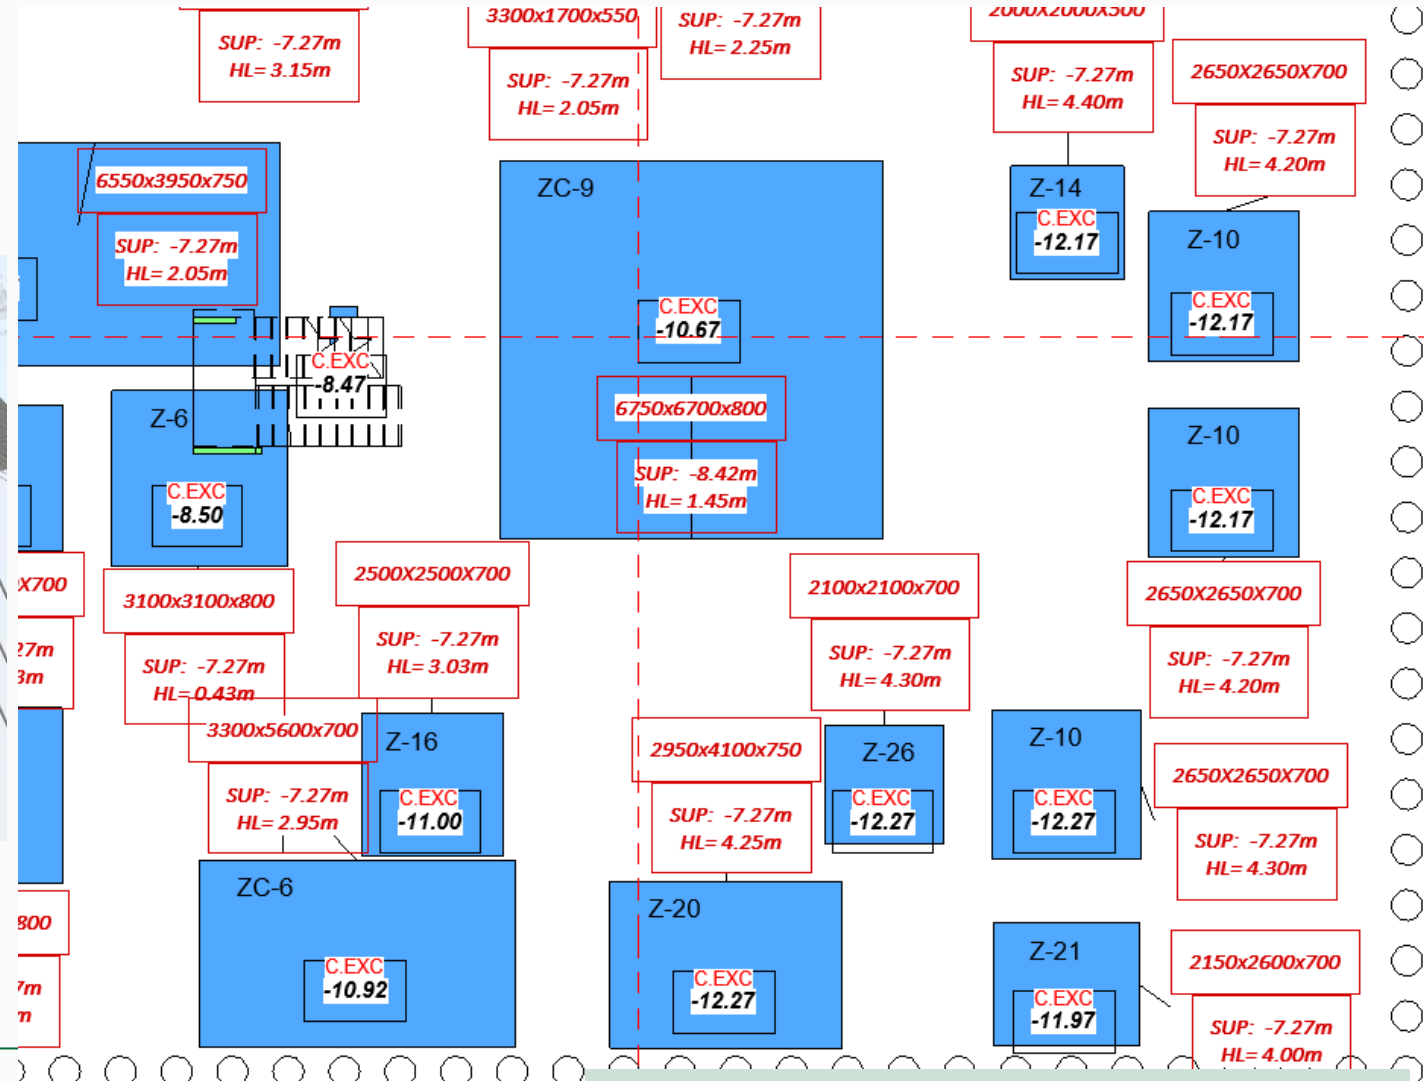 SUP: -7.27m
HL= 3.15m
3300x1700x550
SUP: -7.27m
HL= 2.05m
SUP: -7.27m
HL= 2.25m
2000X2000X500
SUP: -7.27m
HL= 4.40m
2650X2650X700
SUP: -7.27m
HL= 4.20m
6550x3950x750
SUP: -7.27m
HL= 2.05m
ZC-9
C.EXC
-10.67
6750x6700x800
SUP: -8.42m
HL= 1.45m
Z-14
C.EXC
-12.17
Z-10
C.EXC
-12.17
C.EXC
-8.47
Z-6
C.EXC
-8.50
Z-10
C.EXC
-12.17
X700
27m
3m
3100x3100x800
SUP: -7.27m
HL= 0.43m
2500X2500X700
SUP: -7.27m
HL= 3.03m
2100x2100x700
SUP: -7.27m
HL= 4.30m
2650X2650X700
SUP: -7.27m
HL= 4.20m
3300x5600x700
SUP: -7.27m
HL= 2.95m
Z-16
C.EXC
-11.00
2950x4100x750
SUP: -7.27m
HL= 4.25m
Z-26
C.EXC
-12.27
Z-10
C.EXC
-12.27
2650X2650X700
SUP: -7.27m
HL= 4.30m
800
7m
m
ZC-6
C.EXC
-10.92
Z-20
C.EXC
-12.27
Z-21
C.EXC
-11.97
2150x2600x700
SUP: -7.27m
HL= 4.00m